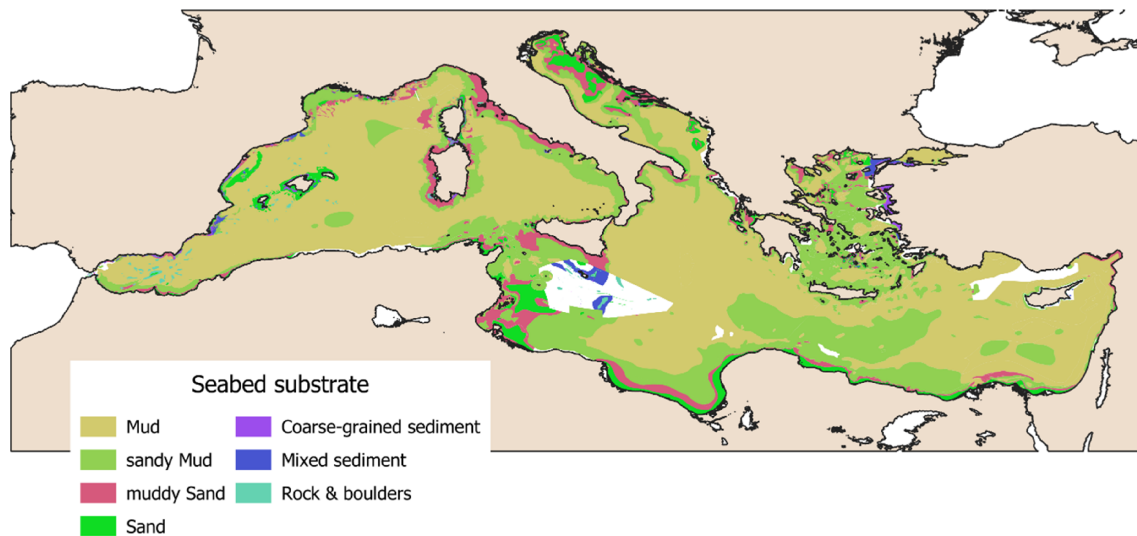 Seabed substrate
Mud
sandy Mud
muddy Sand
Sand
Coarse-grained sediment
Mixed sediment
Rock & boulders